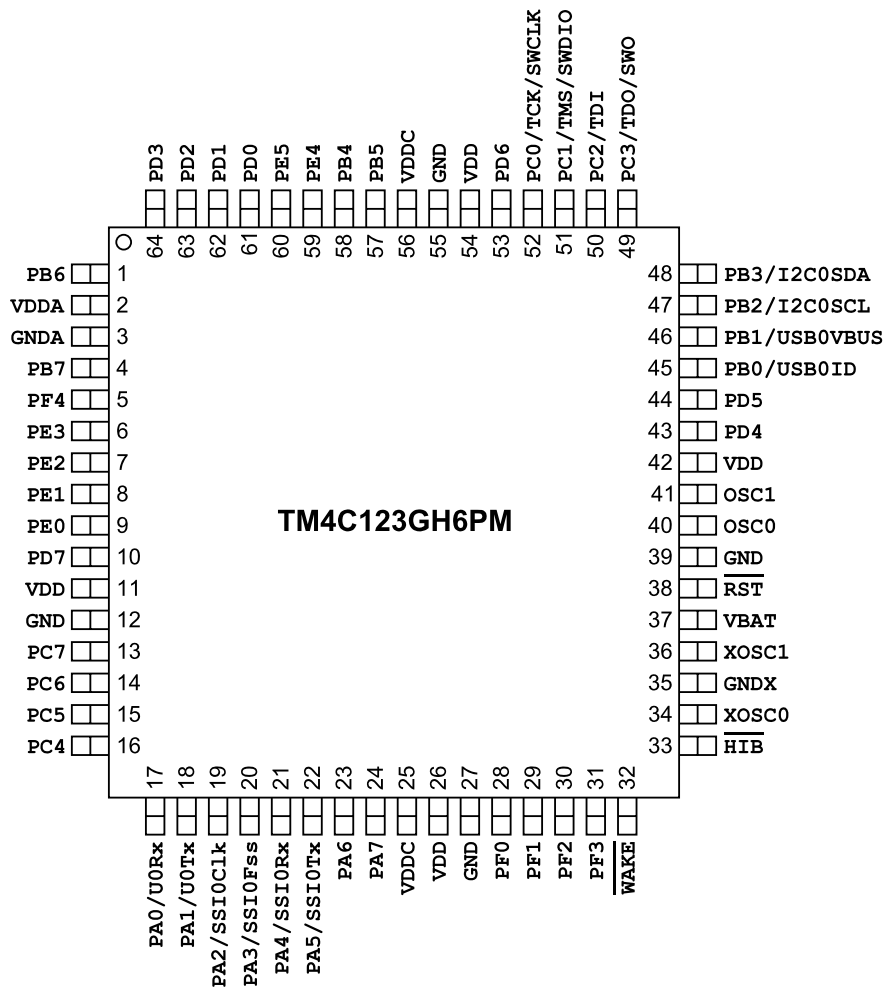 PD3
PD2
PD1
PD0
PE5
PE4
PB4
PB5
VDDC
GND
VDD
PD6
PC0/TCK/SWCLK
PC1/TMS/SWDIO
PC2/TDI
PC3/TDO/SWO
64
63
62
61
60
59
58
57
56
55
54
53
52
51
50
49
PB6 1
VDDA 2
GNDA 3
PB7 4
PF4 5
PE3 6
PE2 7
PE1 8
PE0 9
PD7 10
VDD 11
GND 12
PC7 13
PC6 14
PC5 15
PC4 16
TM4C123GH6PM
48 PB3/I2C0SDA
47 PB2/I2C0SCL
46 PB1/USB0VBUS
45 PB0/USB0ID
44 PD5
43 PD4
42 VDD
41 OSC1
40 OSC0
39 GND
38 RST
37 VBAT
36 XOSC1
35 GNDX
34 XOSC0
33 HIB
17
18
19
20
21
22
23
24
25
26
27
28
29
30
31
32
PA0/U0Rx
PA1/U0Tx
PA2/SSI0Clk
PA3/SSI0Fss
PA4/SSI0Rx
PA5/SSI0Tx
PA6
PA7
VDDC
VDD
GND
PF0
PF1
PF2
PF3
WAKE